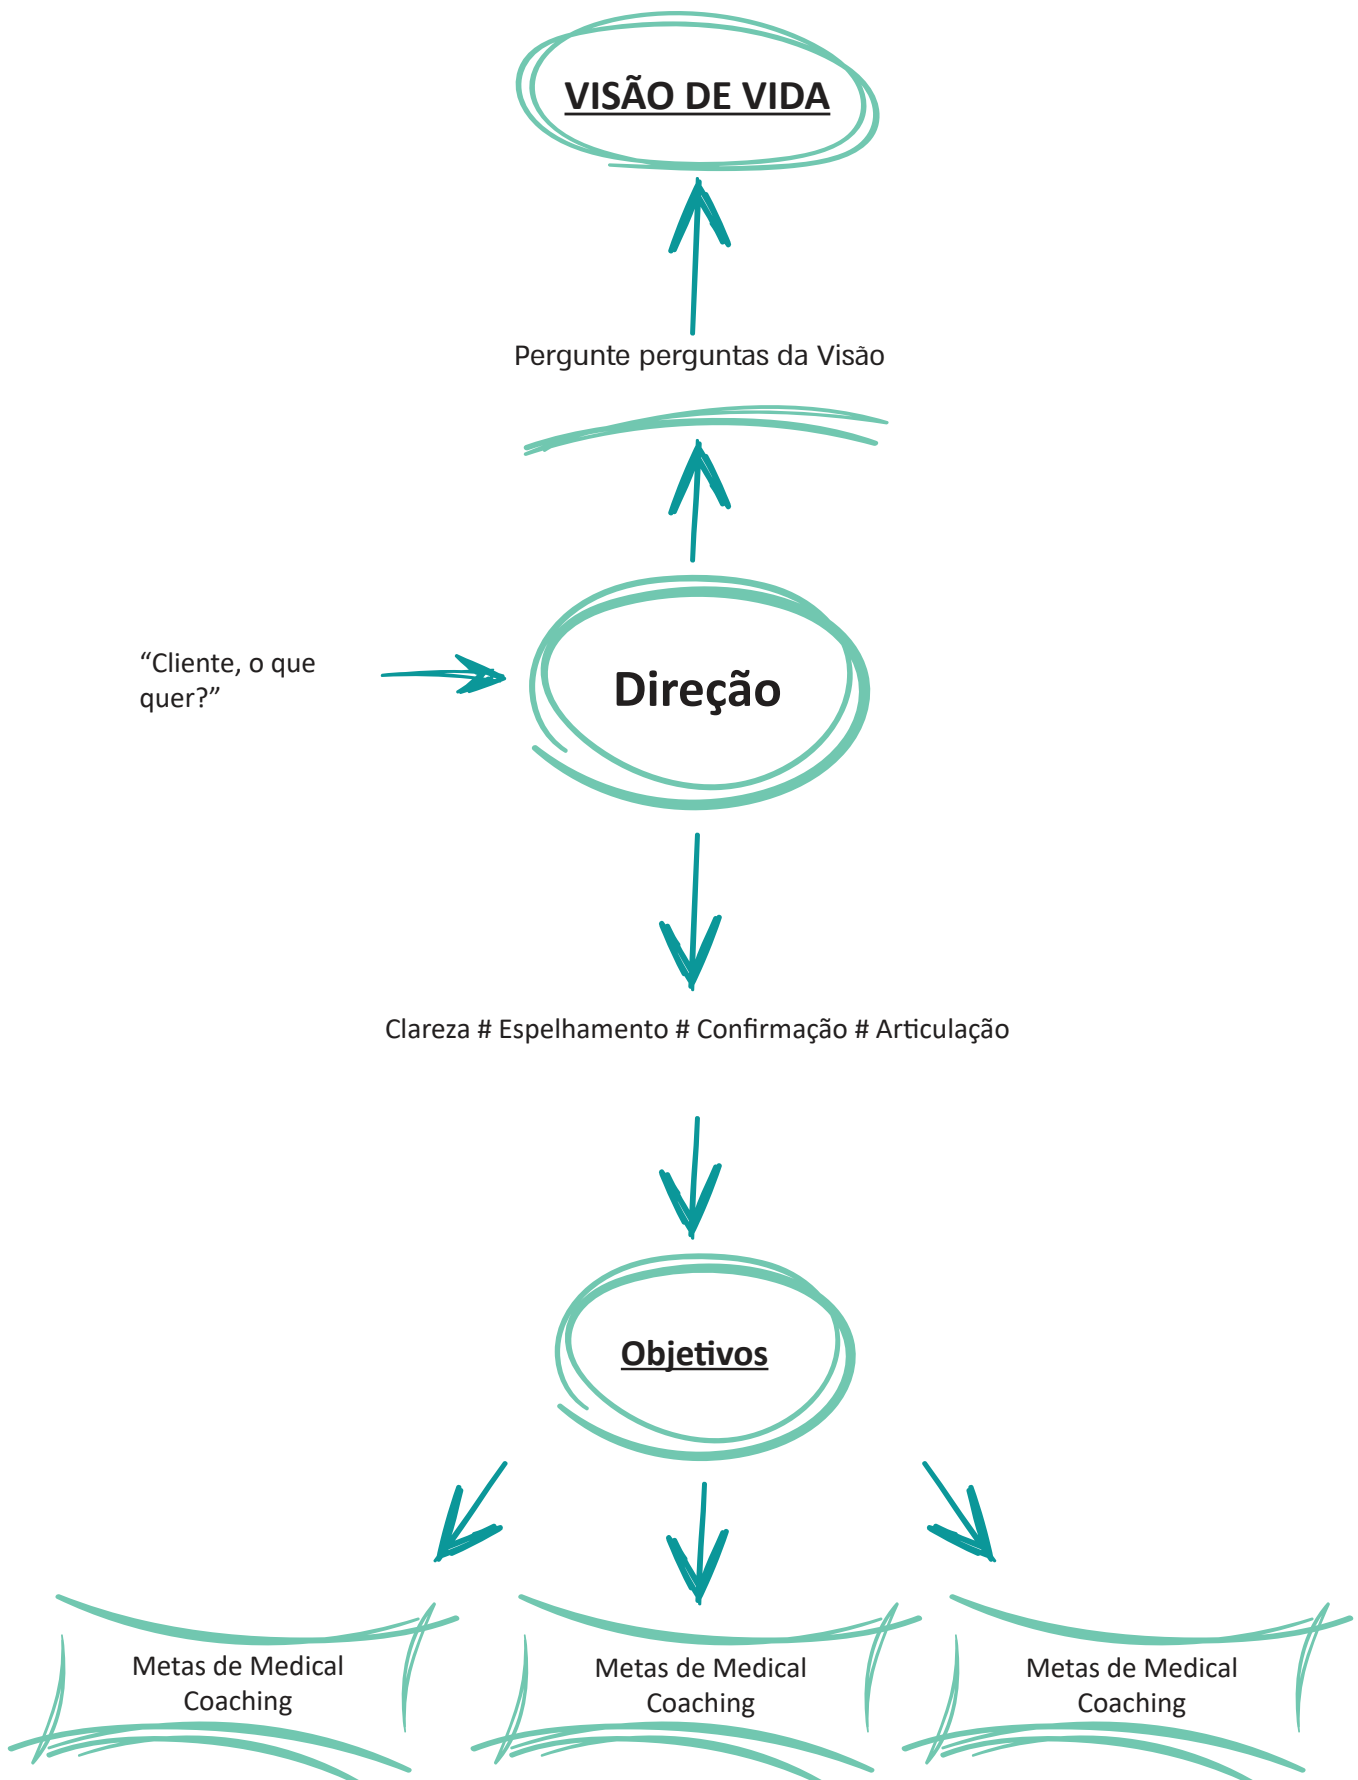 VISÃO DE VIDA
Pergunte perguntas da Visão
“Cliente, o que
quer?”
Direção
Clareza # Espelhamento # Confirmação # Articulação
Objetivos
Metas de Medical
Coaching
Metas de Medical
Coaching
Metas de Medical
Coaching